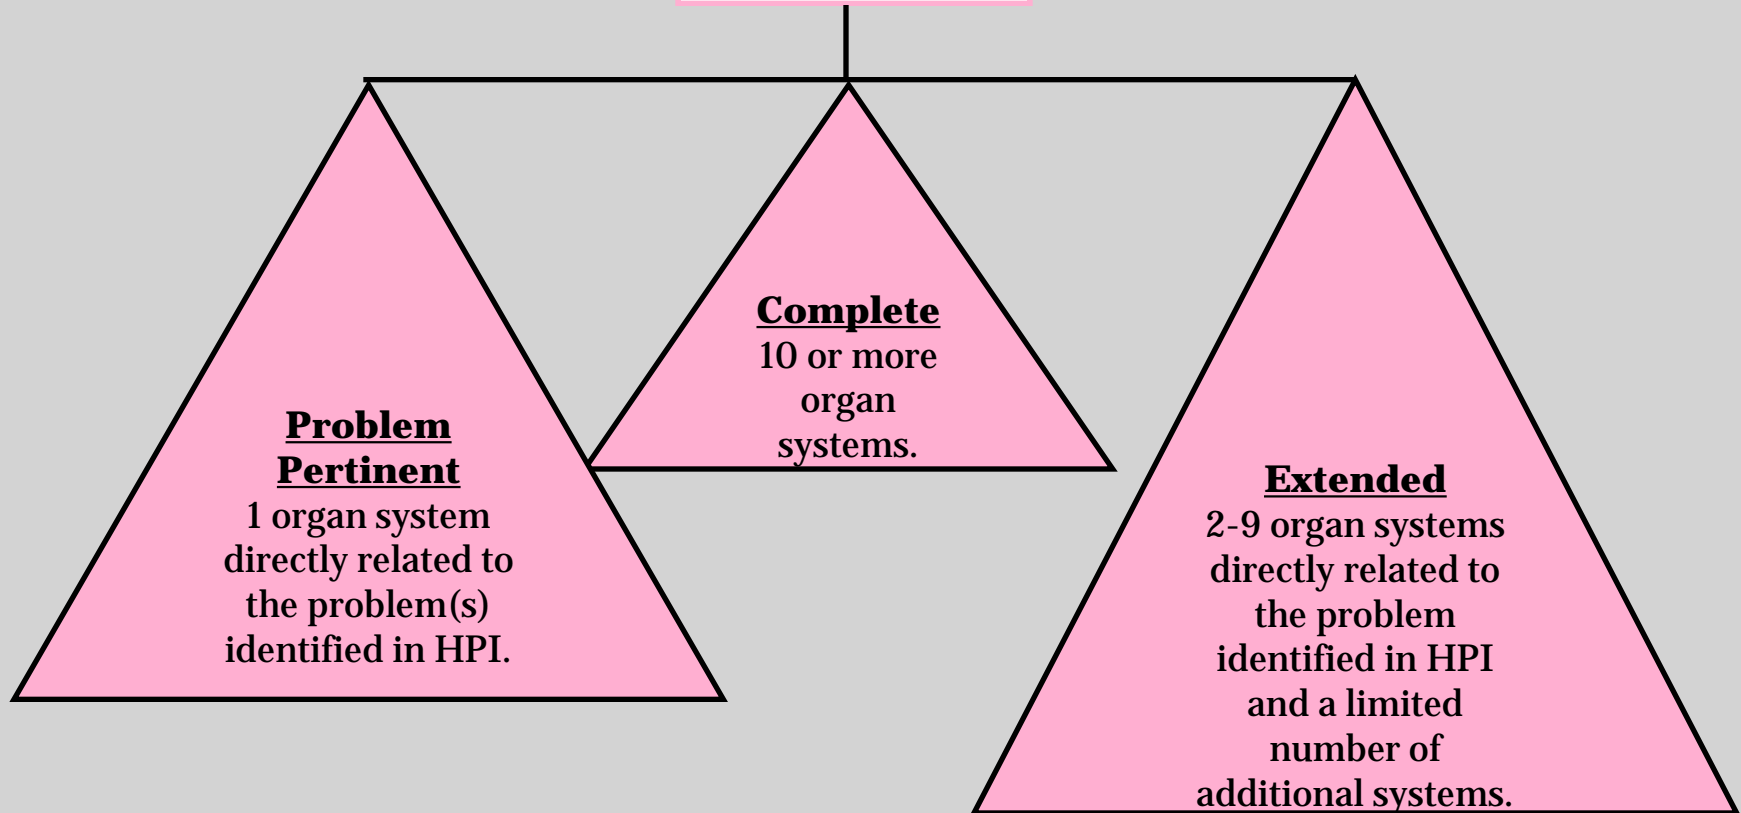 Problem
Pertinent
1 organ system
directly related to
the problem(s)
identified in HPI.
Complete
10 or more
organ
systems.
Extended
2-9 organ systems
directly related to
the problem
identified in HPI
and a limited
number of
additional systems.